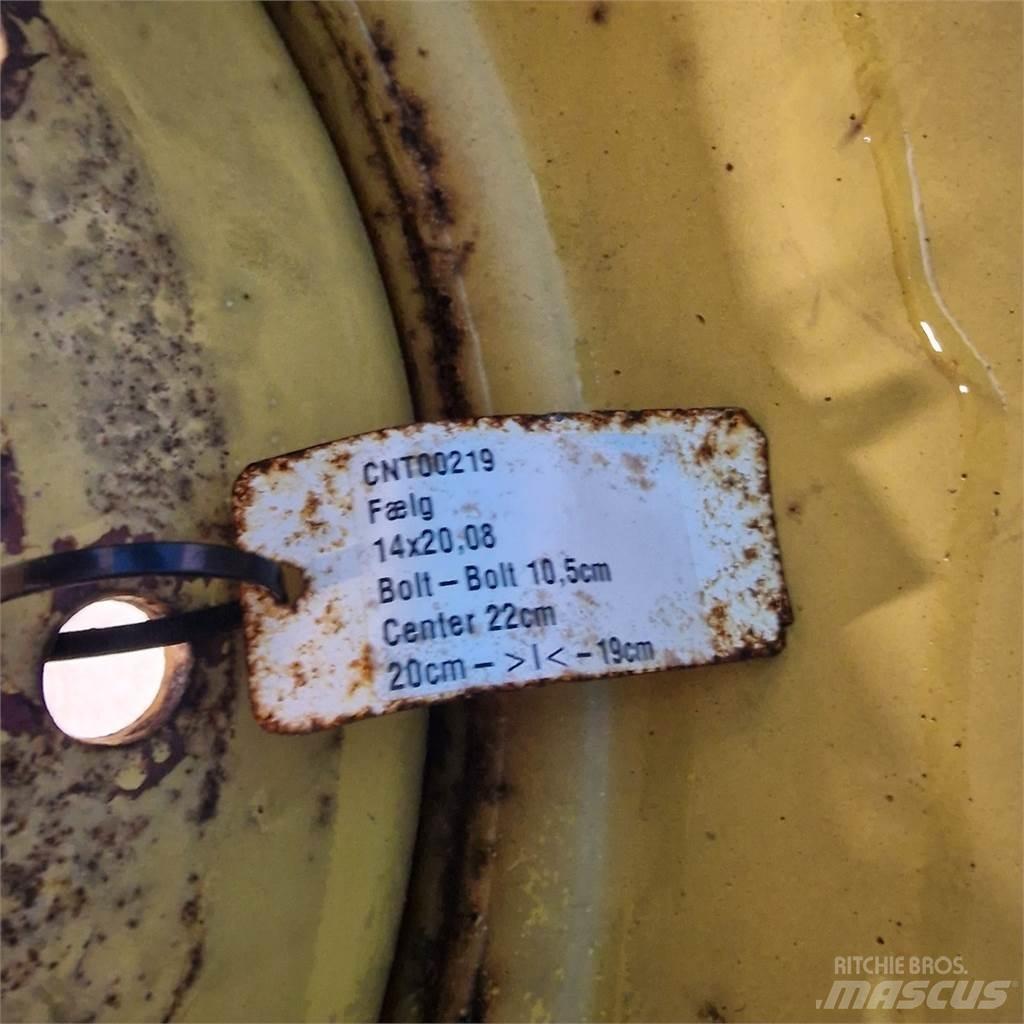 CNT00219
Fælg
14x20,08
Bolt – Bolt 10,5cm
Center 22cm
20cm – > I < – 19cm
RITCHIE BROS.
MASCUS